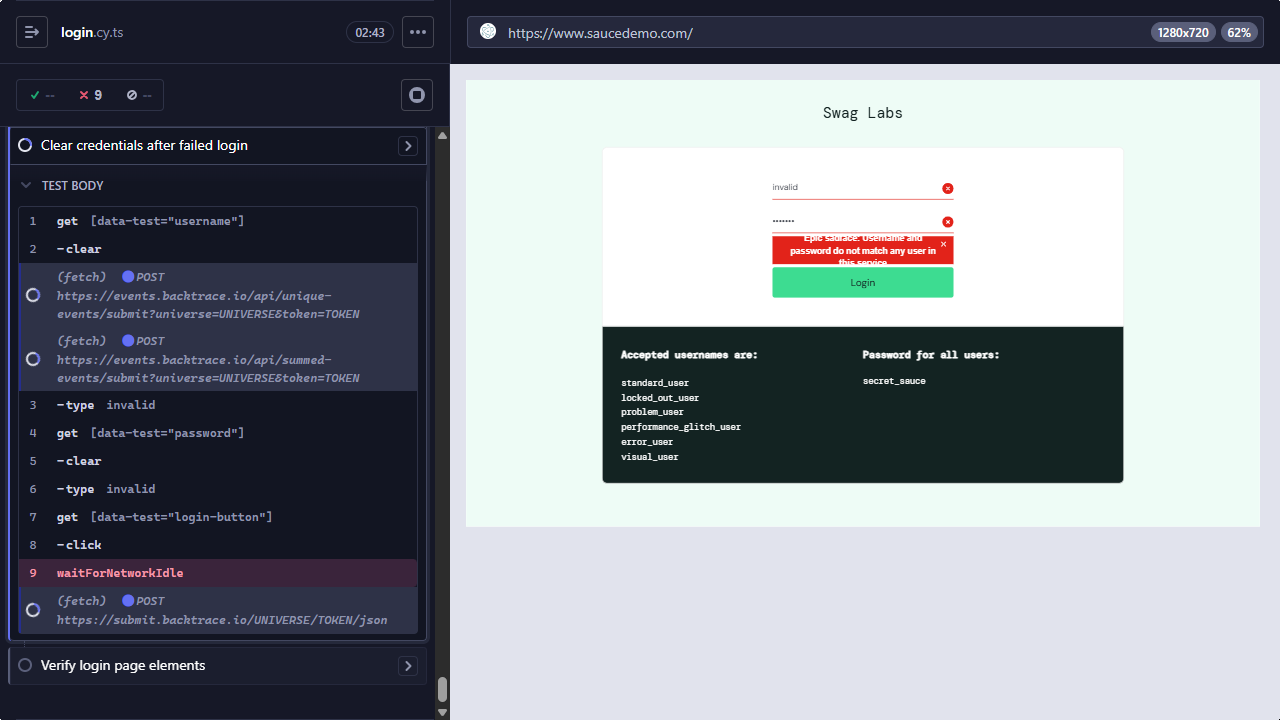 login.cy.ts
02:43
https://www.saucedemo.com/
1280x720
62%
--
9
--
Clear credentials after failed login
TEST BODY
1 get [data-test="username"]
2 -clear
(fetch) POST
https://events.backtrace.io/api/unique-
events/submit?universe=UNIVERSE&token=TOKEN
(fetch) POST
https://events.backtrace.io/api/summed-
events/submit?universe=UNIVERSE&token=TOKEN
3 -type invalid
4 get [data-test="password"]
5 -clear
6 -type invalid
7 get [data-test="login-button"]
8 -click
9 waitForNetworkIdle
(fetch) POST
https://submit.backtrace.io/UNIVERSE/TOKEN/json
Verify login page elements
Swag Labs
invalid
Epic sadface: Username and
password do not match any user in
this service
Login
Accepted usernames are:
standard_user
locked_out_user
problem_user
performance_glitch_user
error_user
visual_user
Password for all users:
secret_sauce